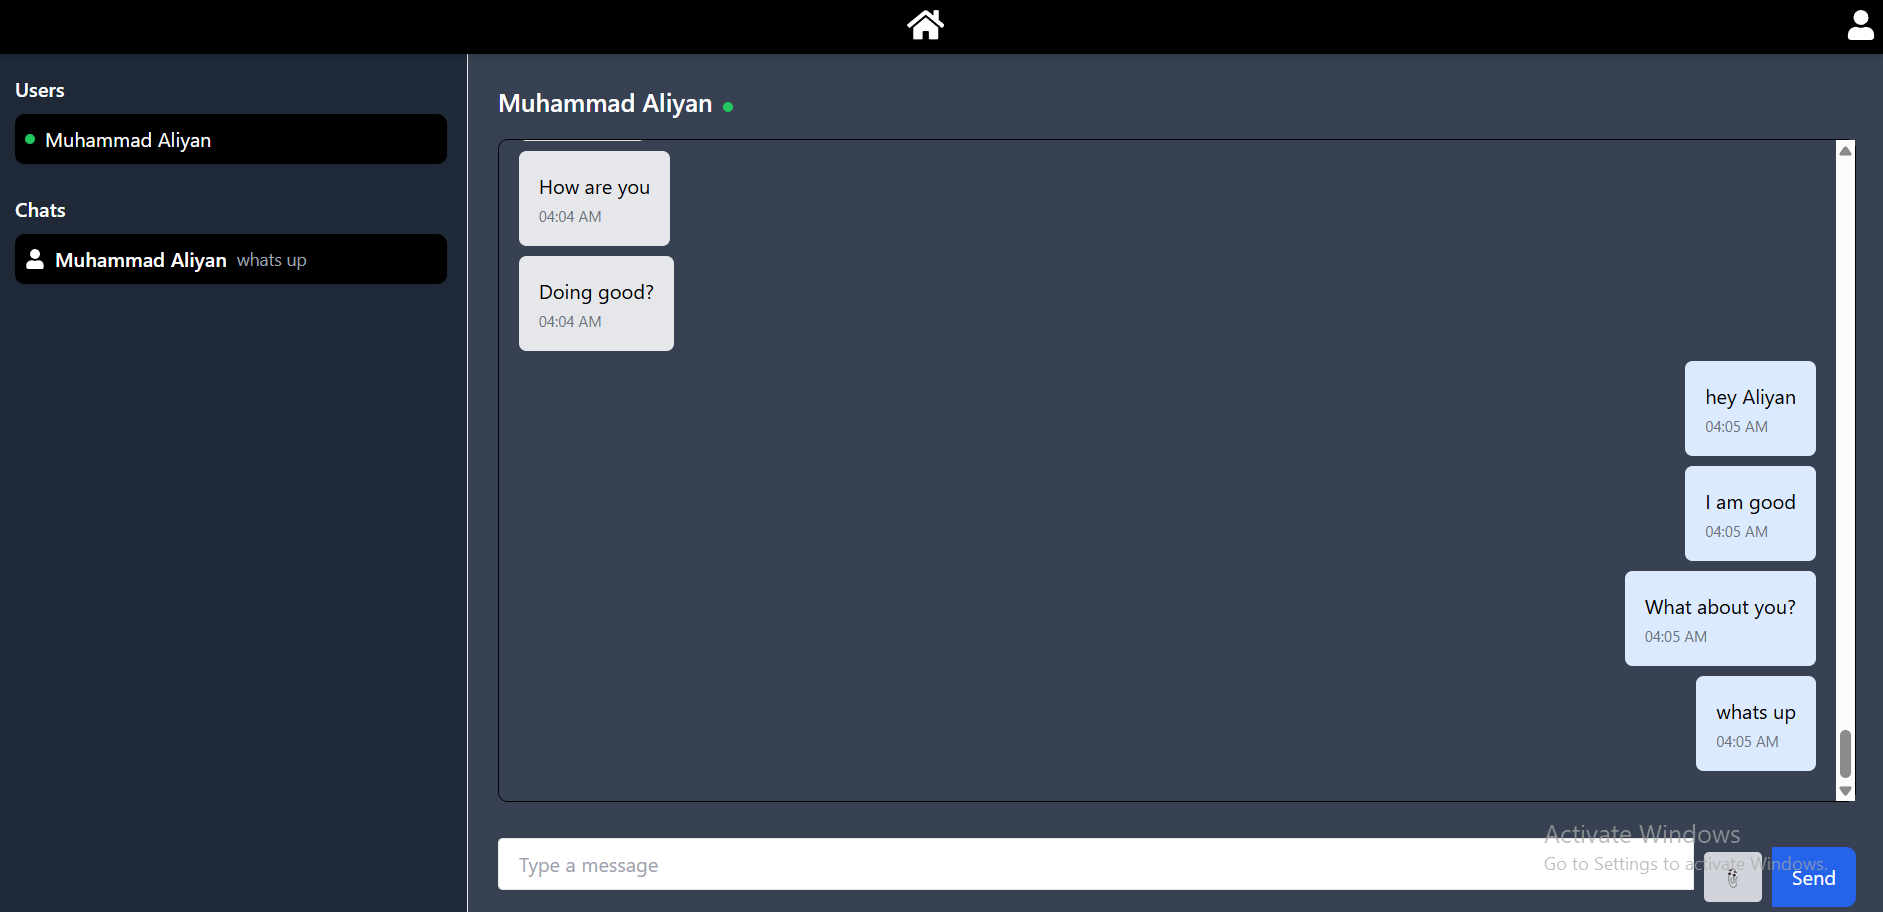 Users
Muhammad Aliyan
Chats
Muhammad Aliyan whats up
Muhammad Aliyan
How are you
04:04 AM
Doing good?
04:04 AM
hey Aliyan
04:05 AM
I am good
04:05 AM
What about you?
04:05 AM
whats up
04:05 AM
Type a message
Send
Activate Windows
Go to Settings to activate Windows.